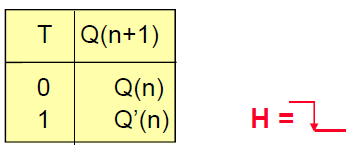 T Q(n+1)
0 Q(n)
1 Q’(n)
H =